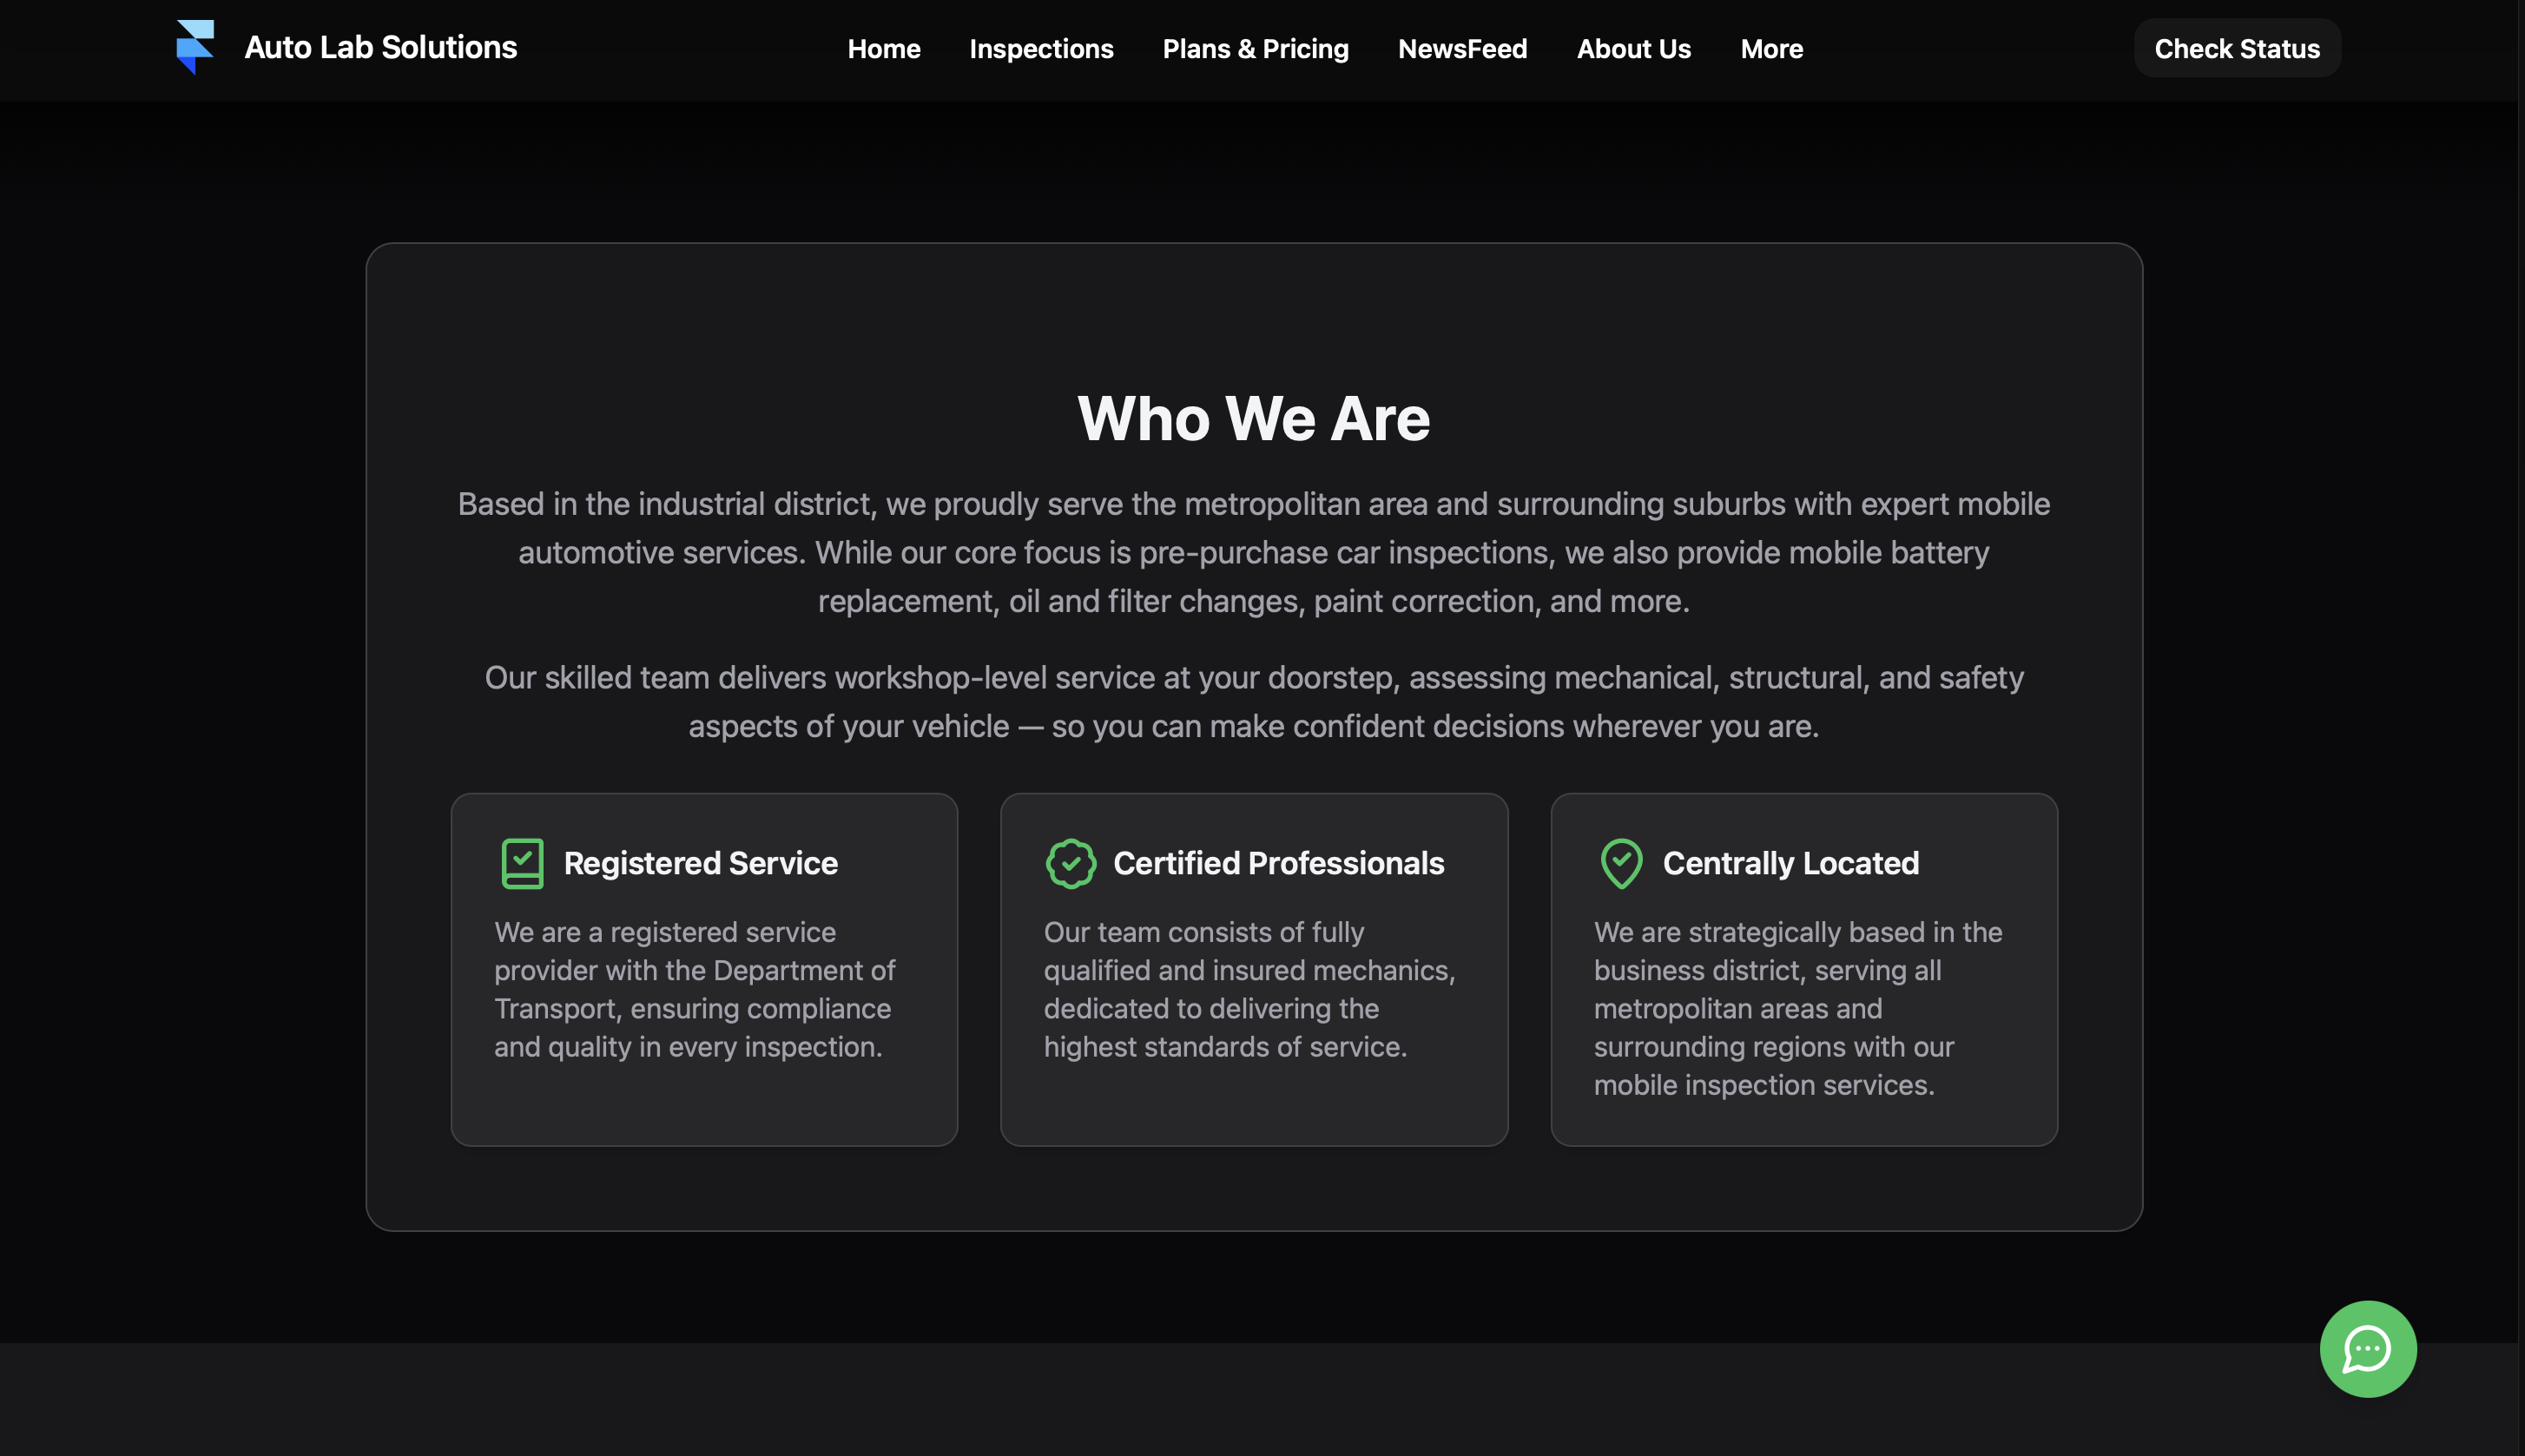 Auto Lab Solutions
Home Inspections Plans & Pricing NewsFeed About Us More
Check Status
Who We Are
Based in the industrial district, we proudly serve the metropolitan area and surrounding suburbs with expert mobile
automotive services. While our core focus is pre-purchase car inspections, we also provide mobile battery
replacement, oil and filter changes, paint correction, and more.
Our skilled team delivers workshop-level service at your doorstep, assessing mechanical, structural, and safety
aspects of your vehicle — so you can make confident decisions wherever you are.
Registered Service
We are a registered service
provider with the Department of
Transport, ensuring compliance
and quality in every inspection.
Certified Professionals
Our team consists of fully
qualified and insured mechanics,
dedicated to delivering the
highest standards of service.
Centrally Located
We are strategically based in the
business district, serving all
metropolitan areas and
surrounding regions with our
mobile inspection services.